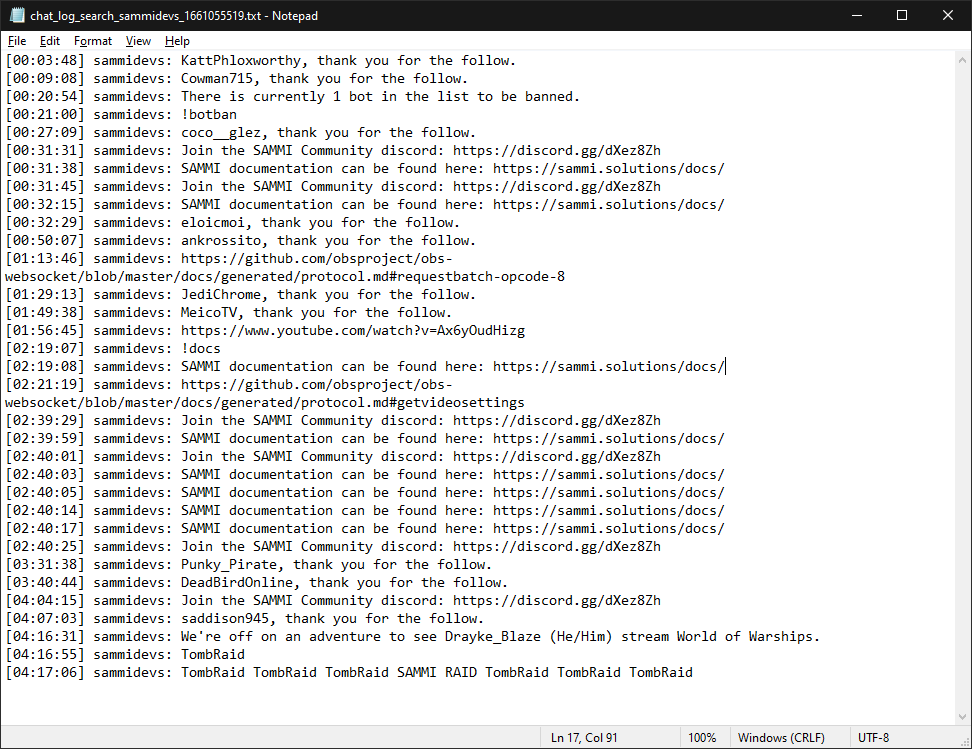 chat_log_search_sammidevs_1661055519.txt - Notepad
File Edit Format View Help
[00:03:48] sammidevs: KattPhloxworthy, thank you for the follow.
[00:09:08] sammidevs: Cowman715, thank you for the follow.
[00:20:54] sammidevs: There is currently 1 bot in the list to be banned.
[00:21:00] sammidevs: !botban
[00:27:09] sammidevs: coco__glez, thank you for the follow.
[00:31:31] sammidevs: Join the SAMMI Community discord: https://discord.gg/dXez8Zh
[00:31:38] sammidevs: SAMMI documentation can be found here: https://sammi.solutions/docs/
[00:31:45] sammidevs: Join the SAMMI Community discord: https://discord.gg/dXez8Zh
[00:32:15] sammidevs: SAMMI documentation can be found here: https://sammi.solutions/docs/
[00:32:29] sammidevs: eloicmoi, thank you for the follow.
[00:50:07] sammidevs: ankrossito, thank you for the follow.
[01:13:46] sammidevs: https://github.com/obsproject/obs-
websocket/blob/master/docs/generated/protocol.md#requestbatch-opcode-8
[01:29:13] sammidevs: JediChrome, thank you for the follow.
[01:49:38] sammidevs: MeicoTV, thank you for the follow.
[01:56:45] sammidevs: https://www.youtube.com/watch?v=Ax6yOudHizg
[02:19:07] sammidevs: !docs
[02:19:08] sammidevs: SAMMI documentation can be found here: https://sammi.solutions/docs/
[02:21:19] sammidevs: https://github.com/obsproject/obs-
websocket/blob/master/docs/generated/protocol.md#getvideosettings
[02:39:29] sammidevs: Join the SAMMI Community discord: https://discord.gg/dXez8Zh
[02:39:59] sammidevs: SAMMI documentation can be found here: https://sammi.solutions/docs/
[02:40:01] sammidevs: Join the SAMMI Community discord: https://discord.gg/dXez8Zh
[02:40:03] sammidevs: SAMMI documentation can be found here: https://sammi.solutions/docs/
[02:40:05] sammidevs: SAMMI documentation can be found here: https://sammi.solutions/docs/
[02:40:14] sammidevs: SAMMI documentation can be found here: https://sammi.solutions/docs/
[02:40:17] sammidevs: SAMMI documentation can be found here: https://sammi.solutions/docs/
[02:40:25] sammidevs: Join the SAMMI Community discord: https://discord.gg/dXez8Zh
[03:31:38] sammidevs: Punky_Pirate, thank you for the follow.
[03:40:44] sammidevs: DeadBirdOnline, thank you for the follow.
[04:04:15] sammidevs: Join the SAMMI Community discord: https://discord.gg/dXez8Zh
[04:07:03] sammidevs: saddison945, thank you for the follow.
[04:16:31] sammidevs: We're off on an adventure to see Drayke_Blaze (He/Him) stream World of Warships.
[04:16:55] sammidevs: TombRaid
[04:17:06] sammidevs: TombRaid TombRaid TombRaid SAMMI RAID TombRaid TombRaid TombRaid
Ln 17, Col 91 100% Windows (CRLF) UTF-8